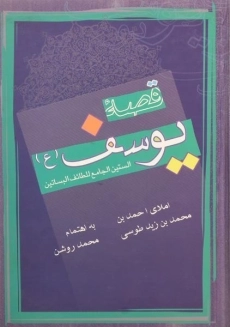 قصهٔ
یوسف (ع)
الستین الجامع للطائف البساتین
املای احمد بن
محمد بن زید طوسی
به اهتمام
محمد روشن